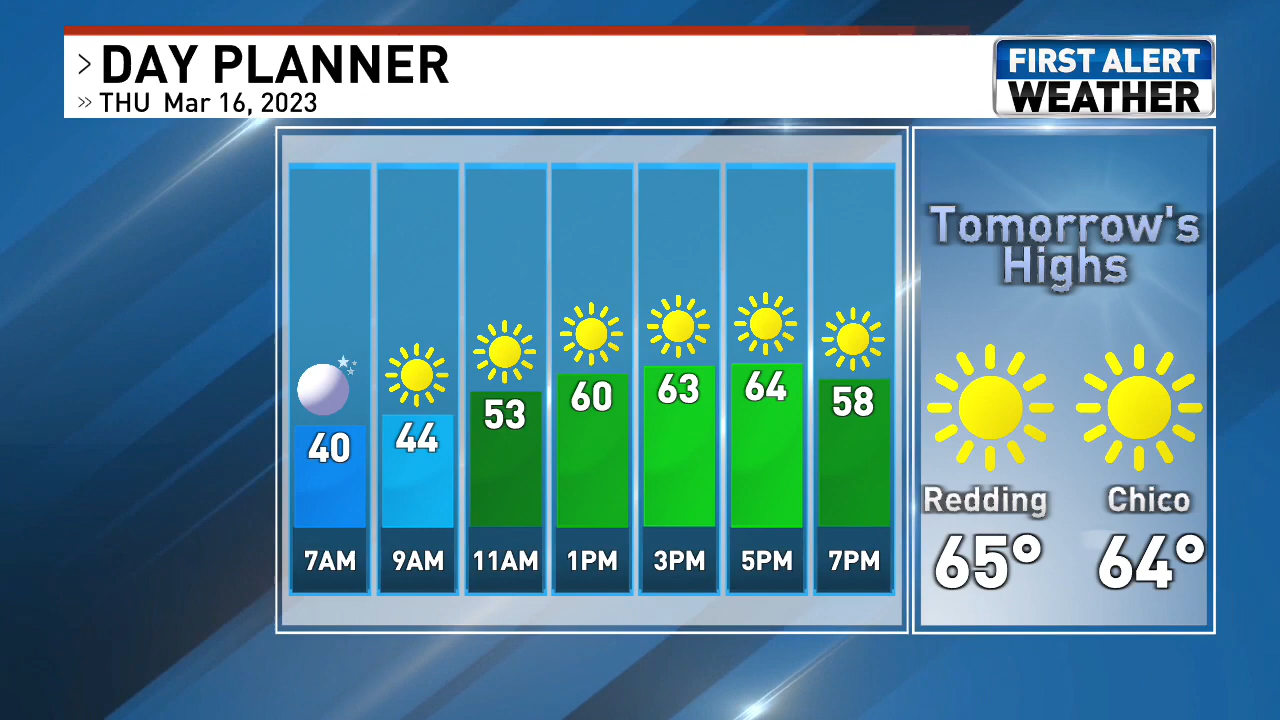 > DAY PLANNER
» THU Mar 16, 2023
FIRST ALERT
WEATHER
40 44 53 60 63 64 58
7AM 9AM 11AM 1PM 3PM 5PM 7PM
Tomorrow's
Highs
Redding Chico
65° 64°